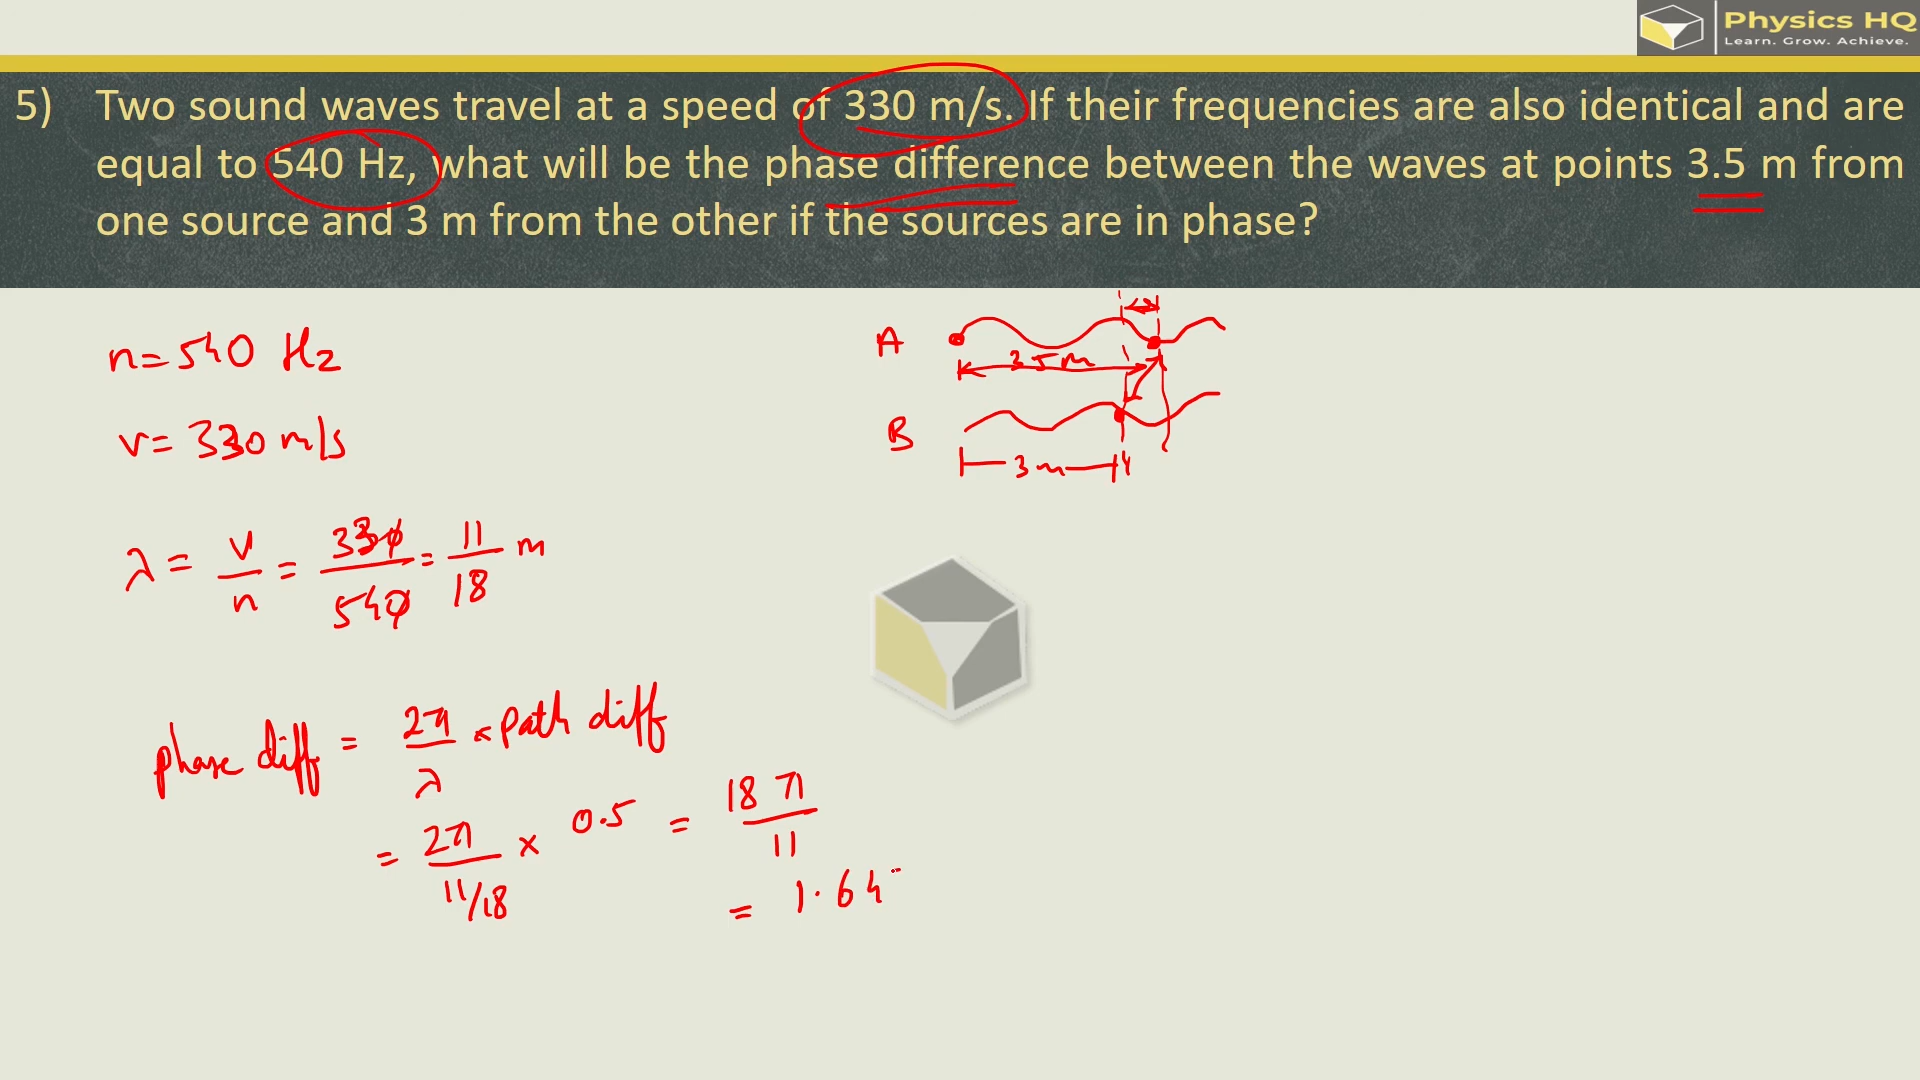 Physics HQ
Learn. Grow. Achieve.
5) Two sound waves travel at a speed of 330 m/s. If their frequencies are also identical and are
equal to 540 Hz, what will be the phase difference between the waves at points 3.5 m from
one source and 3 m from the other if the sources are in phase?
n = 540 Hz
v = 330 m/s
λ = v/n = 330/540 = 11/18 m
phase diff = 2π/λ × path diff
= 2π/(11/18) × 0.5 = 18π/11
= 1.64
A
3.5 m
B
3 m